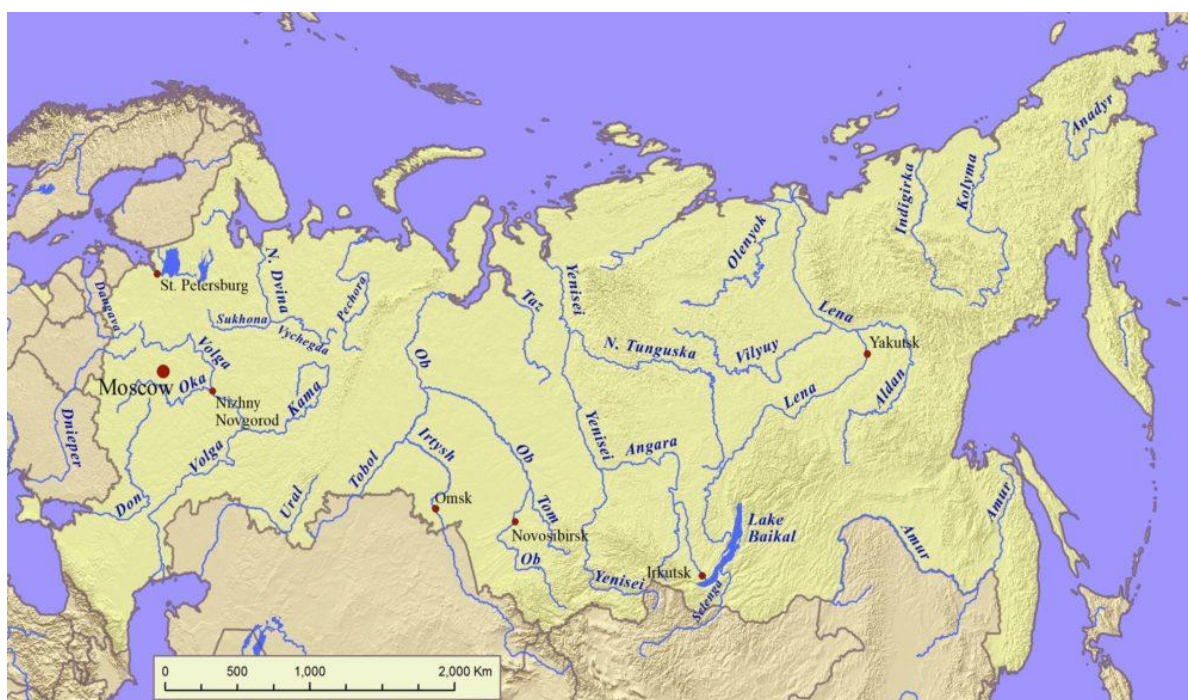 Anadyr
Indigirka
Kolyma
Olenyok
N. Dvina
Pechora
Yenisei
Taz
St. Petersburg
Daugava
Sukhona
Vychegda
Lena
Volga
Ob
N. Tunguska
Vilyuy
Yakutsk
Moscow
Oka
Kama
Nizhny
Novgorod
Lena
Aldan
Dnieper
Yenisei
Angara
Irtysh
Volga
Tobol
Ob
Don
Ural
Omsk
Tom
Novosibirsk
Lake
Baikal
Amur
Amur
Ob
Yenisei
Irkutsk
Selenga
0 500 1,000 2,000 Km